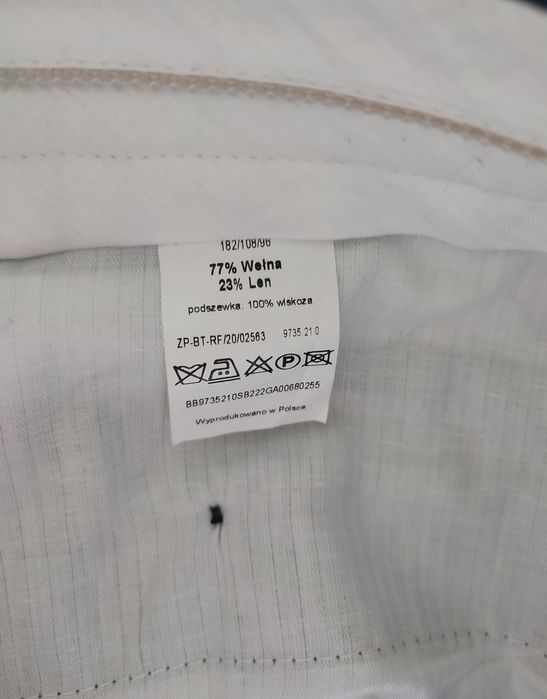 182/108/96
77% Wełna
23% Len
podszewka: 100% wiskoza
ZP-BT-RF/20/02563 9735.21.0
P
BB9735210SB222GA00680255
Wyprodukowano w Polsce